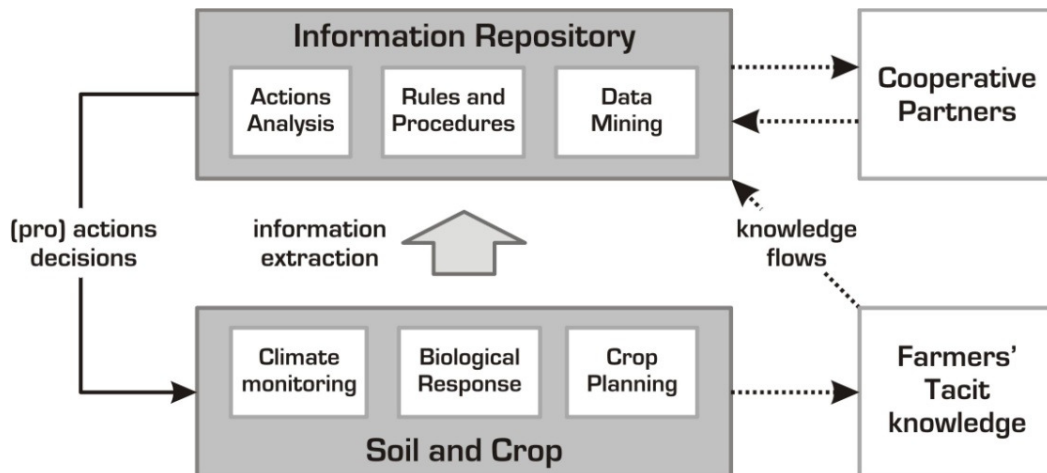 Information Repository
Actions
Analysis
Rules and
Procedures
Data
Mining
Cooperative
Partners
(pro) actions
decisions
information
extraction
knowledge
flows
Climate
monitoring
Biological
Response
Crop
Planning
Soil and Crop
Farmers’
Tacit
knowledge